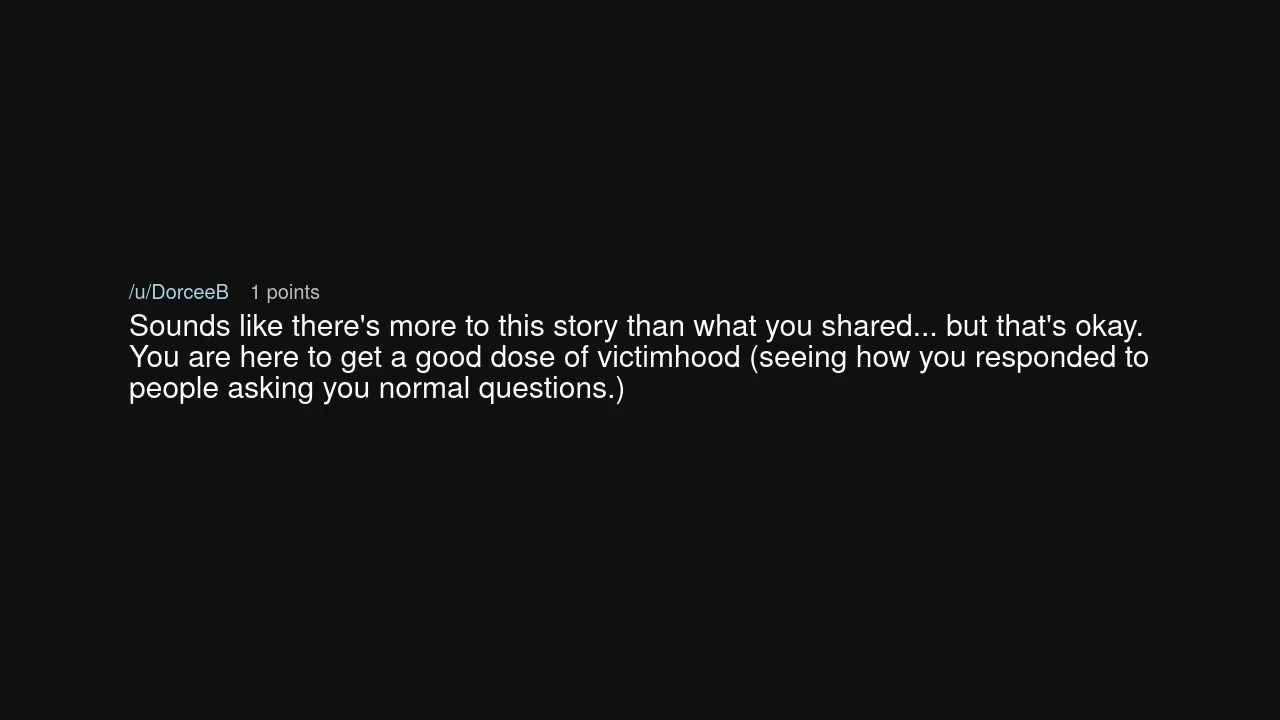 /u/DorceeB 1 points
Sounds like there's more to this story than what you shared... but that's okay.
You are here to get a good dose of victimhood (seeing how you responded to
people asking you normal questions.)